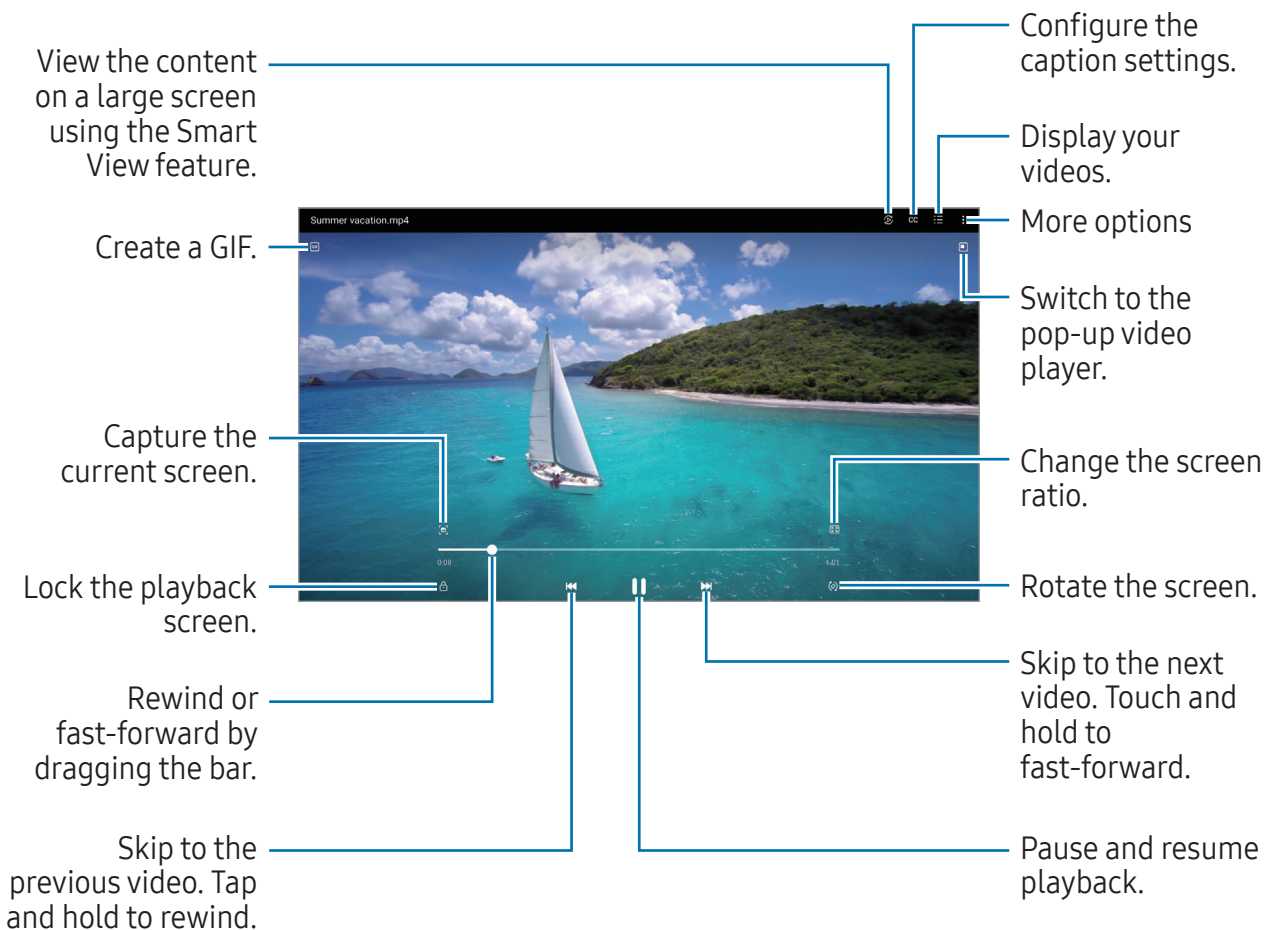 Configure the
caption settings.
View the content
on a large screen
using the Smart
View feature.
Display your
videos.
Summer vacation.mp4
CC
More options
Create a GIF.
GIF
Switch to the
pop-up video
player.
Capture the
current screen.
Change the screen
ratio.
0:08
1:01
Lock the playback
screen.
Rotate the screen.
Rewind or
fast-forward by
dragging the bar.
Skip to the next
video. Touch and
hold to
fast-forward.
Skip to the
previous video. Tap
and hold to rewind.
Pause and resume
playback.